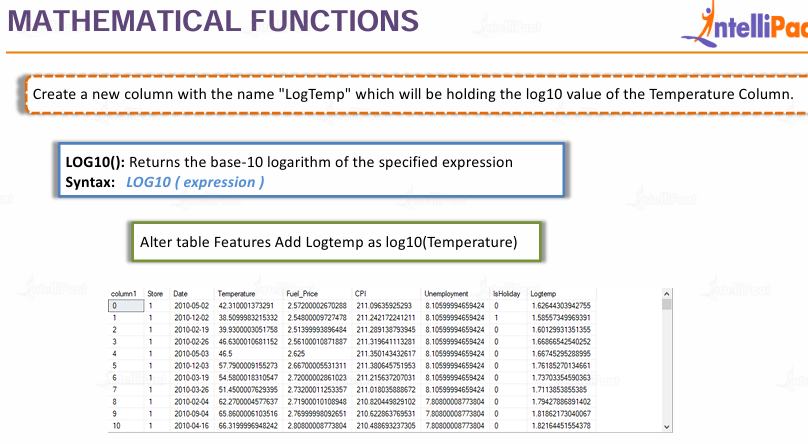 MATHEMATICAL FUNCTIONS
IntelliPaa
Create a new column with the name "LogTemp" which will be holding the log10 value of the Temperature Column.
LOG10(): Returns the base-10 logarithm of the specified expression
Syntax: LOG10 ( expression )
Alter table Features Add Logtemp as log10(Temperature)
column1 Store Date Temperature Fuel_Price CPI Unemployment IsHoliday Logtemp
0 1 2010-05-02 42.310001373291 2.57200002670288 211.09635925293 8.10599994659424 0 1.62644303942755
1 1 2010-12-02 38.5099983215332 2.54800009727478 211.242172241211 8.10599994659424 1 1.58557349969391
2 1 2010-02-19 39.9300003051758 2.51399993896484 211.289138793945 8.10599994659424 0 1.60129931351355
3 1 2010-02-26 46.6300010681152 2.56100010871887 211.319641113281 8.10599994659424 0 1.66866542540252
4 1 2010-05-03 46.5 2.625 211.350143432617 8.10599994659424 0 1.66745295288995
5 1 2010-12-03 57.7900009155273 2.66700005531311 211.380645751953 8.10599994659424 0 1.76185270134661
6 1 2010-03-19 54.5800018310547 2.72000002861023 211.215637207031 8.10599994659424 0 1.73703354590363
7 1 2010-03-26 51.4500007629395 2.73200011253357 211.018035888672 8.10599994659424 0 1.7113853855385
8 1 2010-02-04 62.2700004577637 2.71900010108948 210.820449829102 7.80800008773804 0 1.79427886891402
9 1 2010-09-04 65.8600006103516 2.76999998092651 210.622863769531 7.80800008773804 0 1.81862173040067
10 1 2010-04-16 66.3199996948242 2.80800008773804 210.488693237305 7.80800008773804 0 1.82164451554378